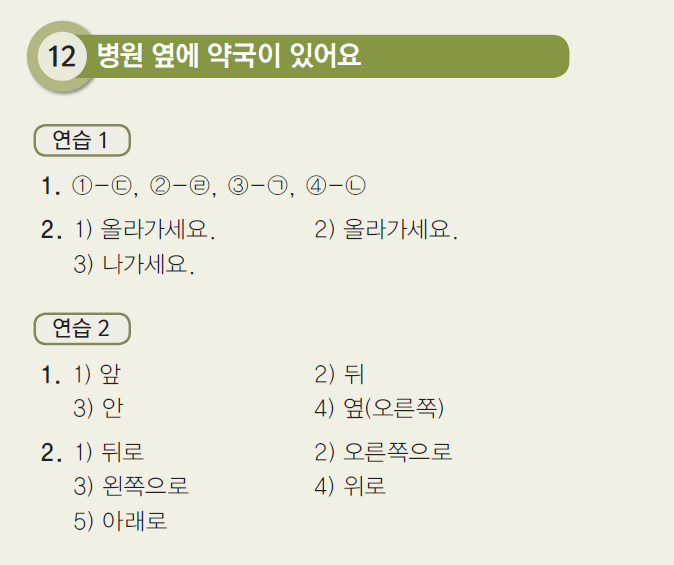 12 병원 옆에 약국이 있어요
연습 1
1. ①-㉢, ②-㉣, ③-㉠, ④-㉡
2. 1) 올라가세요. 2) 올라가세요.
3) 나가세요.
연습 2
1. 1) 앞 2) 뒤
3) 안 4) 옆(오른쪽)
2. 1) 뒤로 2) 오른쪽으로
3) 왼쪽으로 4) 위로
5) 아래로